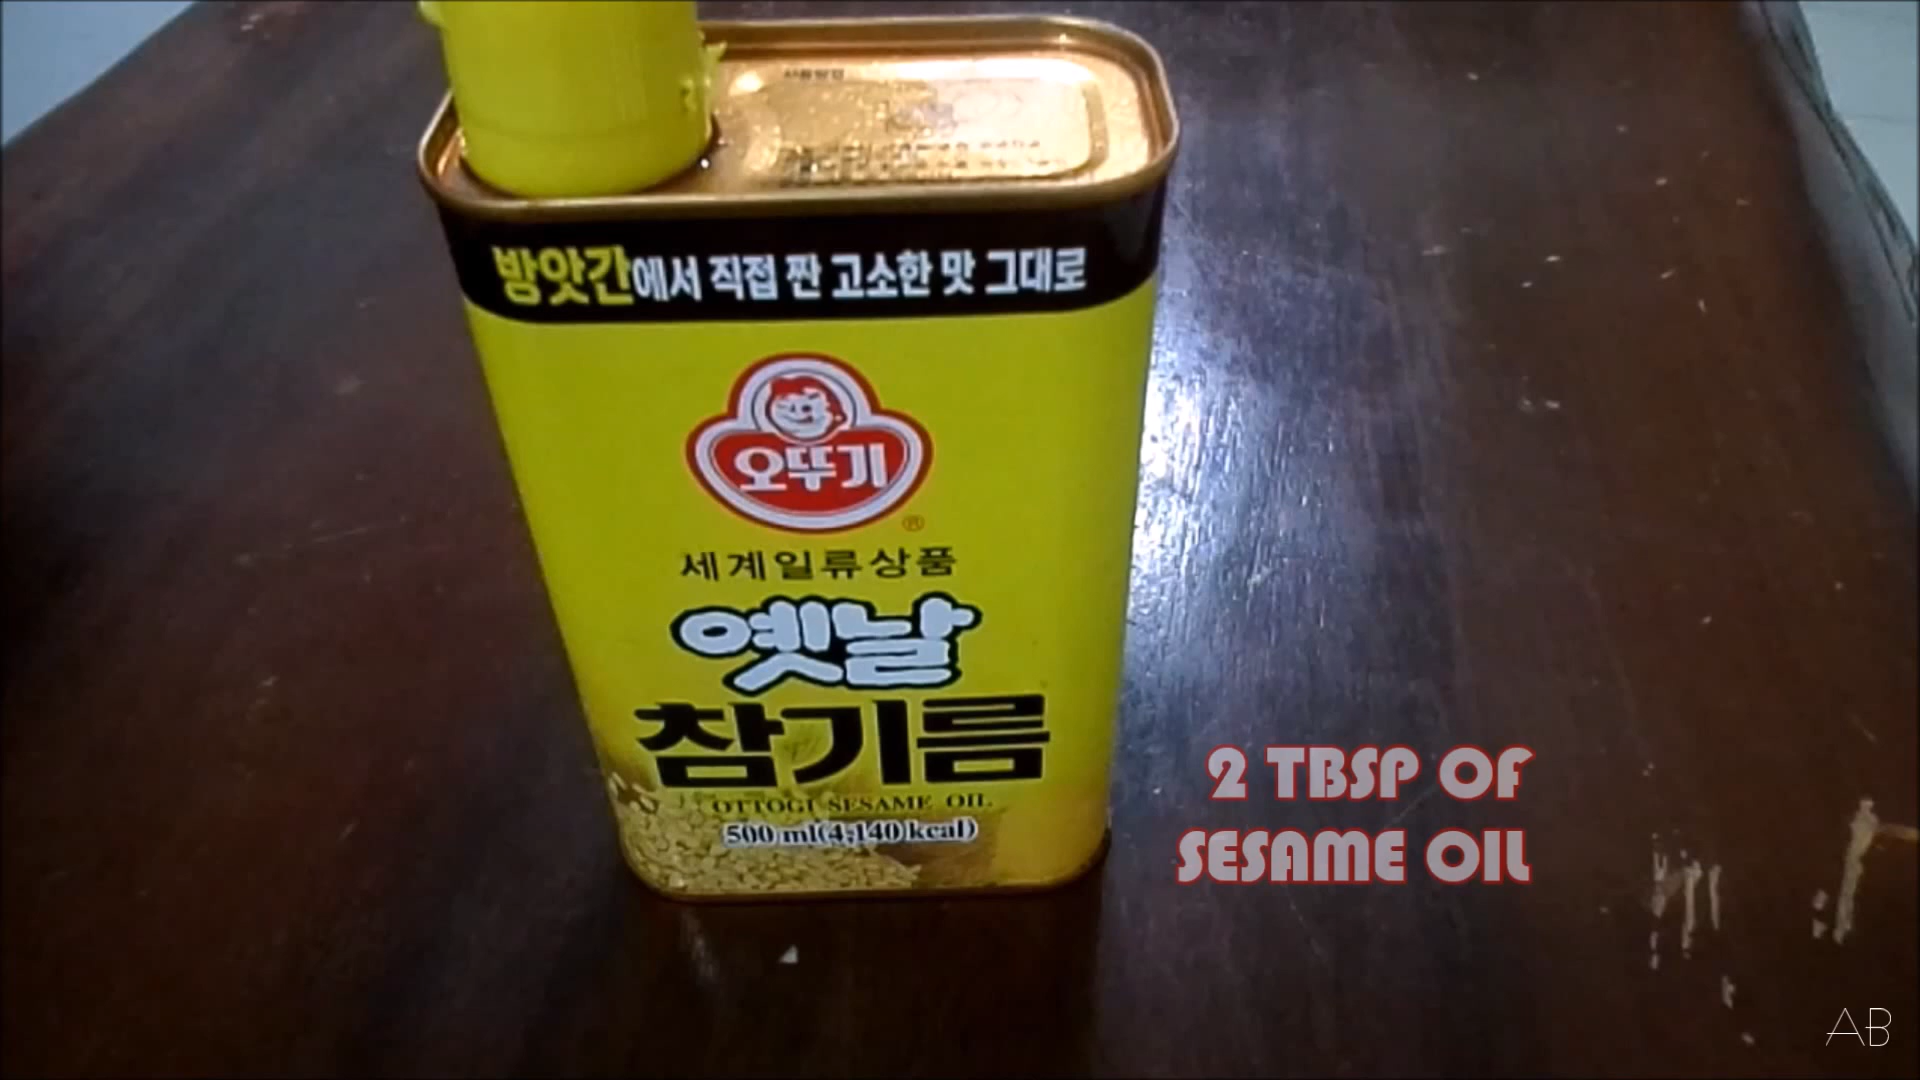 방앗간에서 직접 짠 고소한 맛 그대로
오뚜기
®
세계일류상품
옛날
참기름
OTTOGI SESAME OIL
500 ml(4,140 kcal)
2 TBSP OF
SESAME OIL
AB